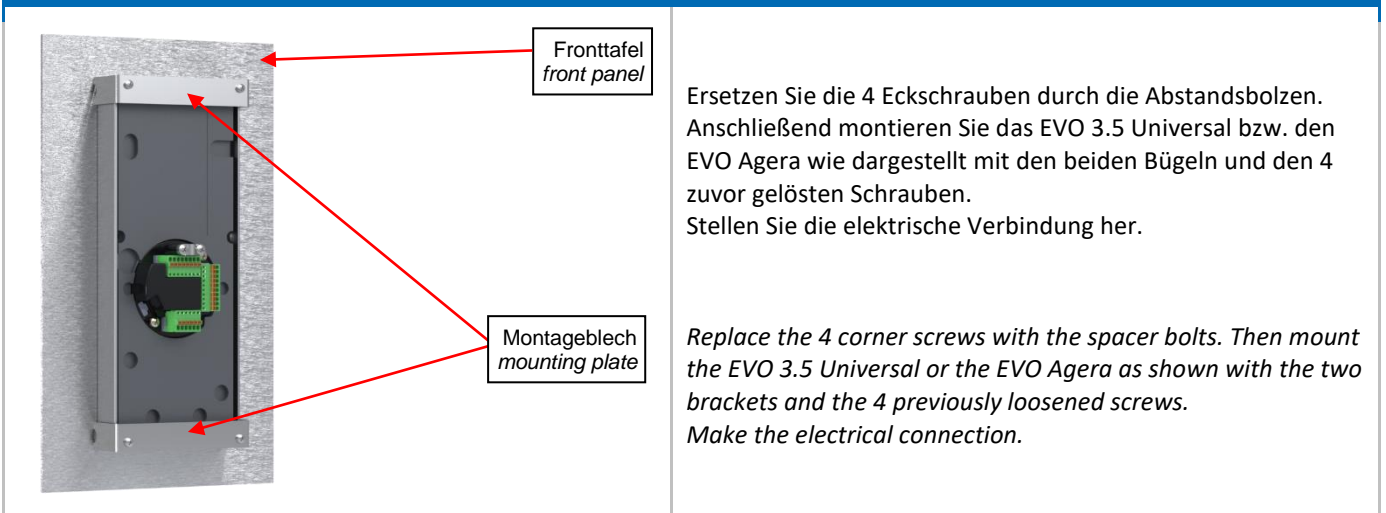 Fronttafel
front panel
Montageblech
mounting plate
Ersetzen Sie die 4 Eckschrauben durch die Abstandsbolzen.
Anschließend montieren Sie das EVO 3.5 Universal bzw. den
EVO Agera wie dargestellt mit den beiden Bügeln und den 4
zuvor gelösten Schrauben.
Stellen Sie die elektrische Verbindung her.
Replace the 4 corner screws with the spacer bolts. Then mount
the EVO 3.5 Universal or the EVO Agera as shown with the two
brackets and the 4 previously loosened screws.
Make the electrical connection.